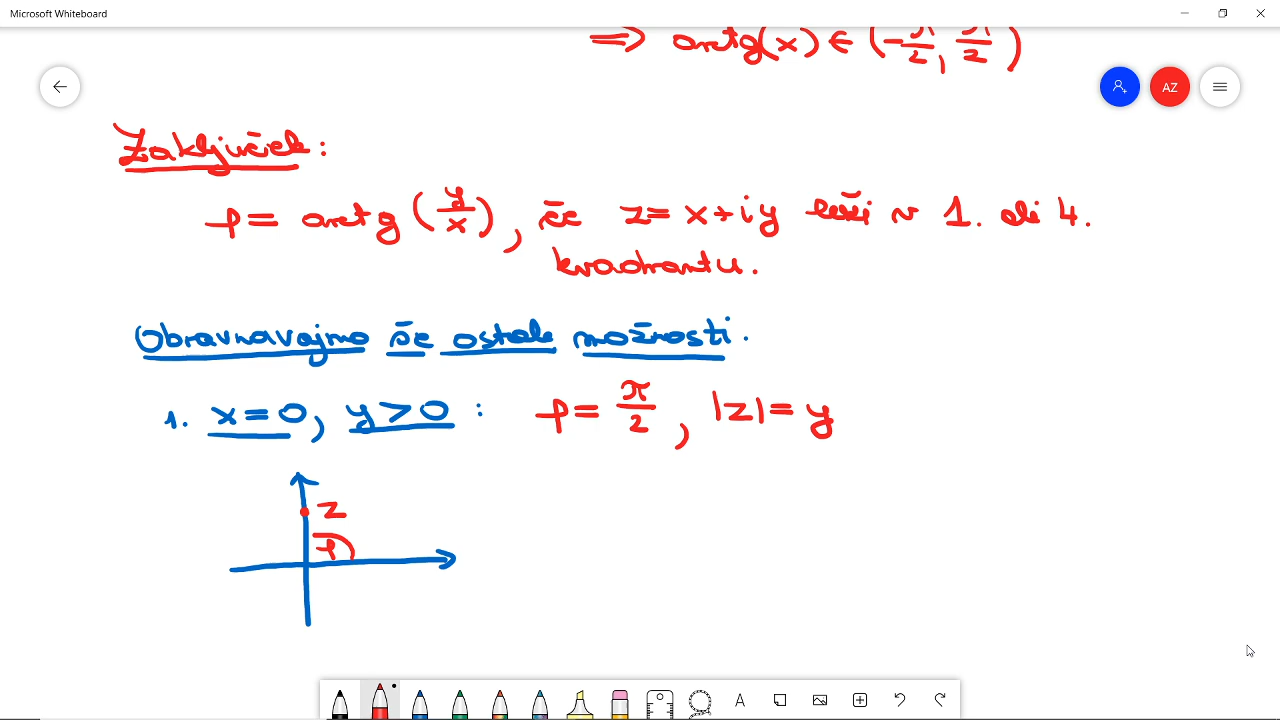 Microsoft Whiteboard
=> arctg(x) ∈ (-π/2, π/2)
AZ
Zaključek:
φ = arctg(y/x), če z = x+iy leži v 1. ali 4.
kvadrantu.
Obravnavajmo še ostale možnosti.
1. x=0, y>0 : φ = π/2, |z| = y
z
φ
A